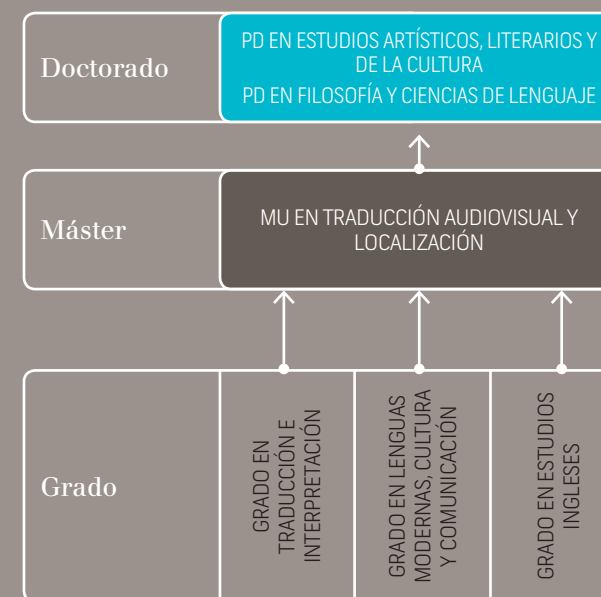 Doctorado
PD EN ESTUDIOS ARTÍSTICOS, LITERARIOS Y
DE LA CULTURA
PD EN FILOSOFÍA Y CIENCIAS DE LENGUAJE
Máster
MU EN TRADUCCIÓN AUDIOVISUAL Y
LOCALIZACIÓN
Grado
GRADO EN
TRADUCCIÓN E
INTERPRETACIÓN
GRADO EN LENGUAS
MODERNAS, CULTURA
Y COMUNICACIÓN
GRADO EN ESTUDIOS
INGLESES